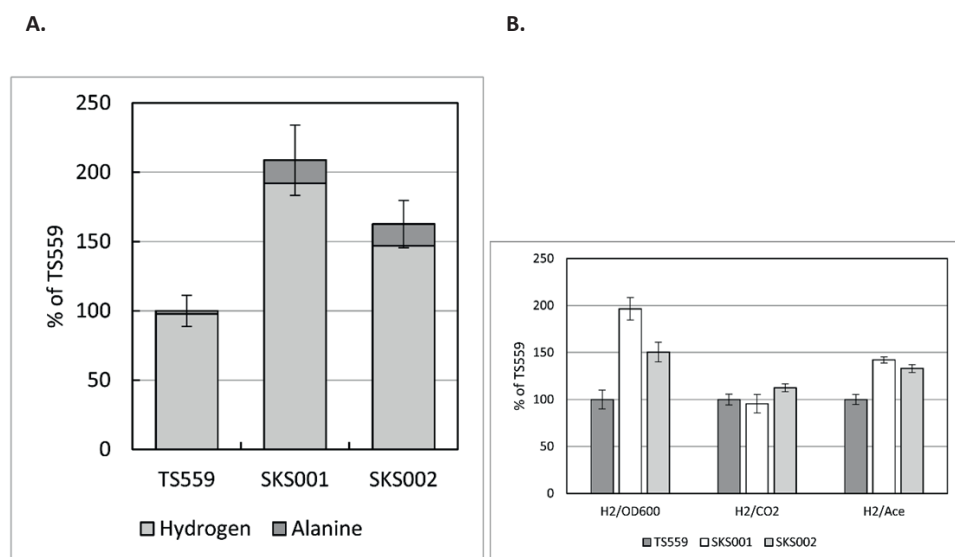 A.
B.
250
200
150
100
50
0
% of TS559
TS559 SKS001 SKS002
Hydrogen Alanine
250
200
150
100
50
0
% of TS559
H2/OD600 H2/CO2 H2/Ace
TS559 SKS001 SKS002